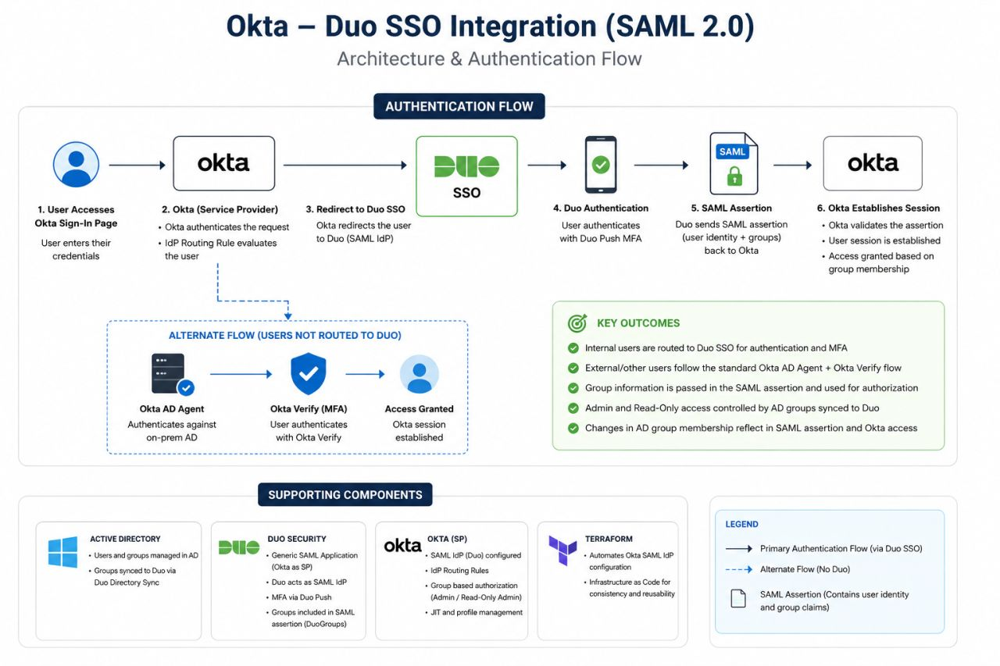 Okta – Duo SSO Integration (SAML 2.0)
Architecture & Authentication Flow
AUTHENTICATION FLOW
okta
DUO
SSO
SAML
okta
1. User Accesses
Okta Sign-In Page
User enters their
credentials
2. Okta (Service Provider)
• Okta authenticates the request
• IdP Routing Rule evaluates
the user
3. Redirect to Duo SSO
Okta redirects the user
to Duo (SAML IdP)
4. Duo Authentication
User authenticates
with Duo Push MFA
5. SAML Assertion
Duo sends SAML assertion
(user identity + groups)
back to Okta
6. Okta Establishes Session
• Okta validates the assertion
• User session is established
• Access granted based on
group membership
ALTERNATE FLOW (USERS NOT ROUTED TO DUO)
Okta AD Agent
Authenticates against
on-prem AD
Okta Verify (MFA)
User authenticates
with Okta Verify
Access Granted
Okta session
established
KEY OUTCOMES
Internal users are routed to Duo SSO for authentication and MFA
External/other users follow the standard Okta AD Agent + Okta Verify flow
Group information is passed in the SAML assertion and used for authorization
Admin and Read-Only access controlled by AD groups synced to Duo
Changes in AD group membership reflect in SAML assertion and Okta access
SUPPORTING COMPONENTS
ACTIVE DIRECTORY
• Users and groups managed in AD
• Groups synced to Duo via
Duo Directory Sync
DUO
DUO SECURITY
• Generic SAML Application
(Okta as SP)
• Duo acts as SAML IdP
• MFA via Duo Push
• Groups included in SAML
assertion (DuoGroups)
okta
OKTA (SP)
• SAML IdP (Duo) configured
• IdP Routing Rules
• Group based authorization
(Admin / Read-Only Admin)
• JIT and profile management
TERRAFORM
• Automates Okta SAML IdP
configuration
• Infrastructure as Code for
consistency and reusability
LEGEND
Primary Authentication Flow (via Duo SSO)
Alternate Flow (No Duo)
SAML Assertion (Contains user identity
and group claims)